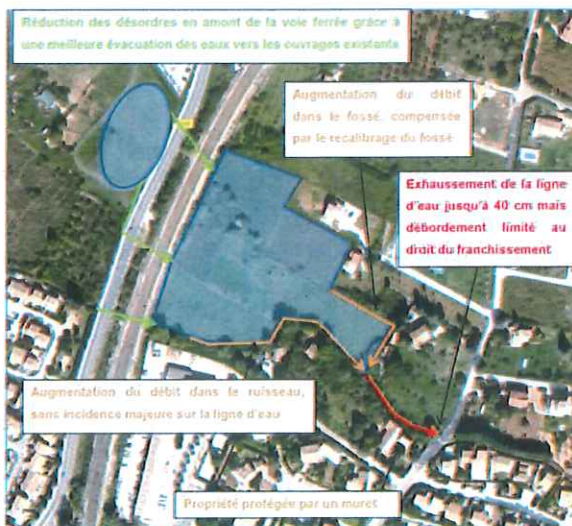 Réduction des désordres en amont de la voie ferrée grâce à
une meilleure évacuation des eaux vers les ouvrages existants
Augmentation du débit
dans le fossé, compensée
par le recalibrage du fossé
Exhaussement de la ligne
d'eau jusqu'à 40 cm mais
débordement limité au
droit du franchissement
Augmentation du débit dans le ruisseau,
sans incidence majeure sur la ligne d'eau
Propriété protégée par un muret